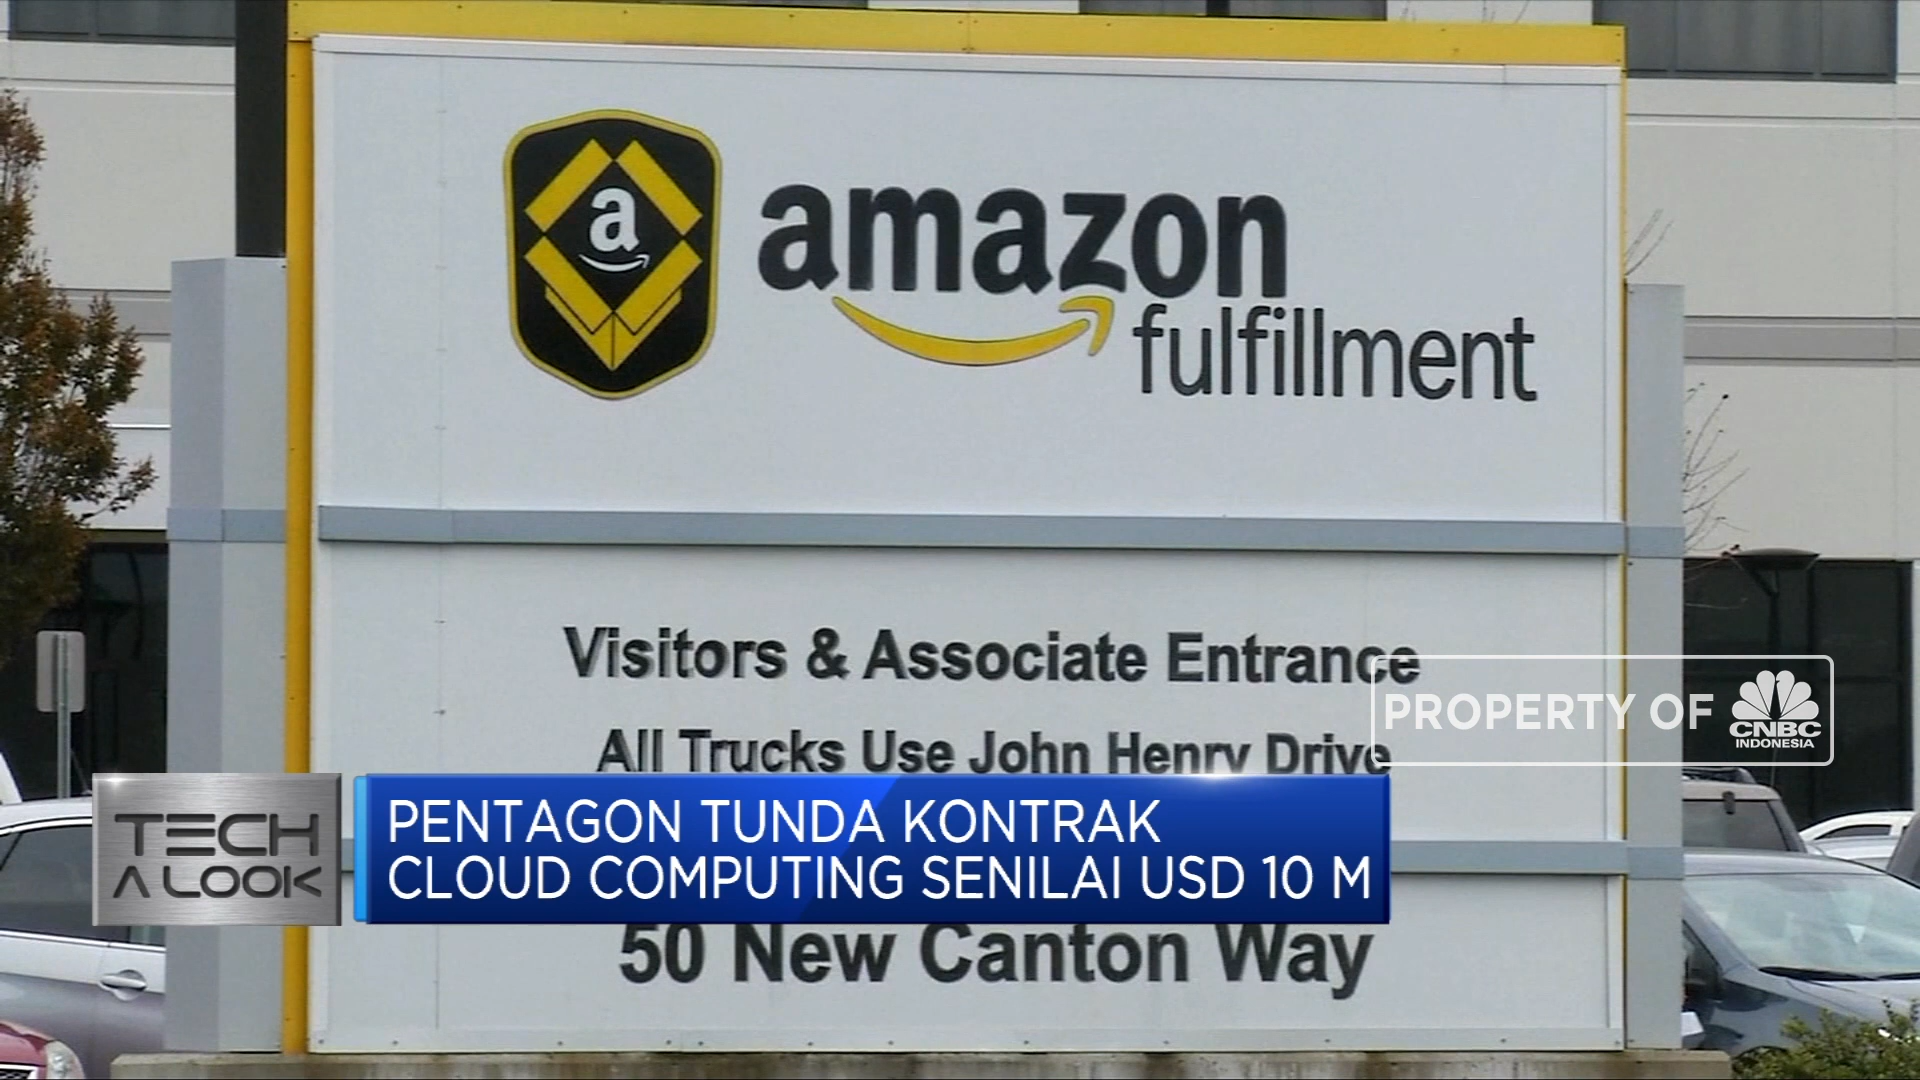 a
amazon
fulfillment
Visitors & Associate Entrance
All Trucks Use John Henry Drive
PROPERTY OF CNBC
INDONESIA
TECH
A LOOK
PENTAGON TUNDA KONTRAK
CLOUD COMPUTING SENILAI USD 10 M
50 New Canton Way